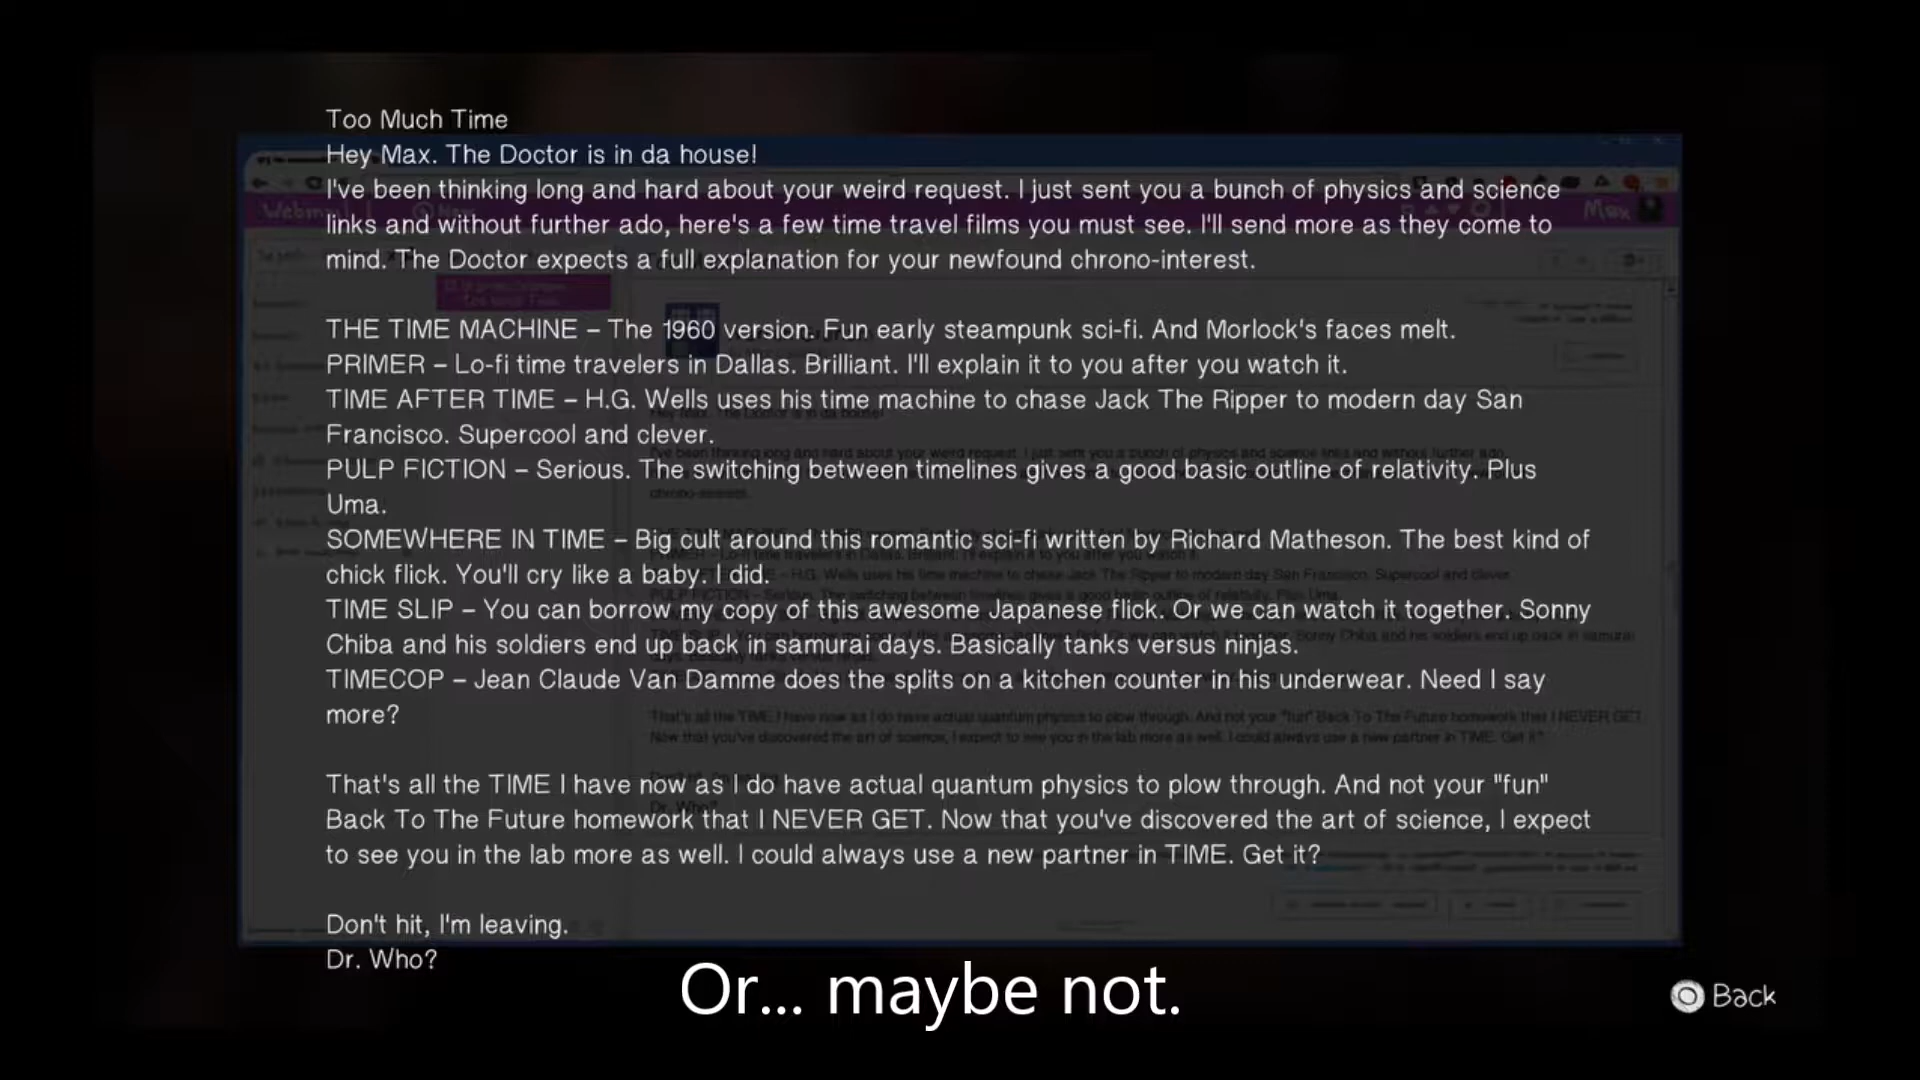 Too Much Time
Hey Max. The Doctor is in da house!
I've been thinking long and hard about your weird request. I just sent you a bunch of physics and science
links and without further ado, here's a few time travel films you must see. I'll send more as they come to
mind. The Doctor expects a full explanation for your newfound chrono-interest.
THE TIME MACHINE – The 1960 version. Fun early steampunk sci-fi. And Morlock's faces melt.
PRIMER – Lo-fi time travelers in Dallas. Brilliant. I'll explain it to you after you watch it.
TIME AFTER TIME – H.G. Wells uses his time machine to chase Jack The Ripper to modern day San
Francisco. Supercool and clever.
PULP FICTION – Serious. The switching between timelines gives a good basic outline of relativity. Plus
Uma.
SOMEWHERE IN TIME – Big cult around this romantic sci-fi written by Richard Matheson. The best kind of
chick flick. You'll cry like a baby. I did.
TIME SLIP – You can borrow my copy of this awesome Japanese flick. Or we can watch it together. Sonny
Chiba and his soldiers end up back in samurai days. Basically tanks versus ninjas.
TIMECOP – Jean Claude Van Damme does the splits on a kitchen counter in his underwear. Need I say
more?
That's all the TIME I have now as I do have actual quantum physics to plow through. And not your "fun"
Back To The Future homework that I NEVER GET. Now that you've discovered the art of science, I expect
to see you in the lab more as well. I could always use a new partner in TIME. Get it?
Don't hit, I'm leaving.
Dr. Who?
Or... maybe not.
Back
Webmail
Max